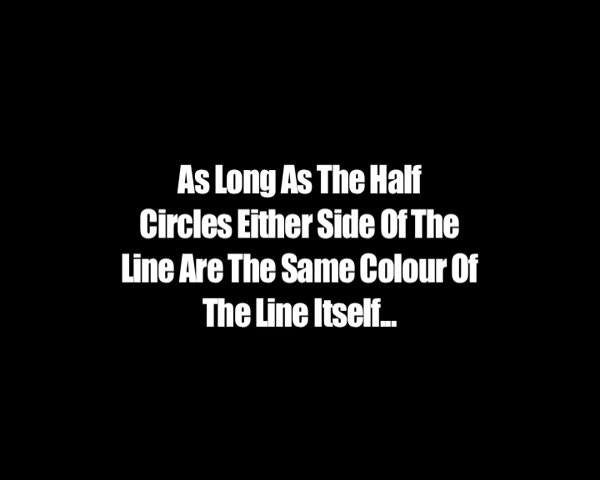 As Long As The Half
Circles Either Side Of The
Line Are The Same Colour Of
The Line Itself...